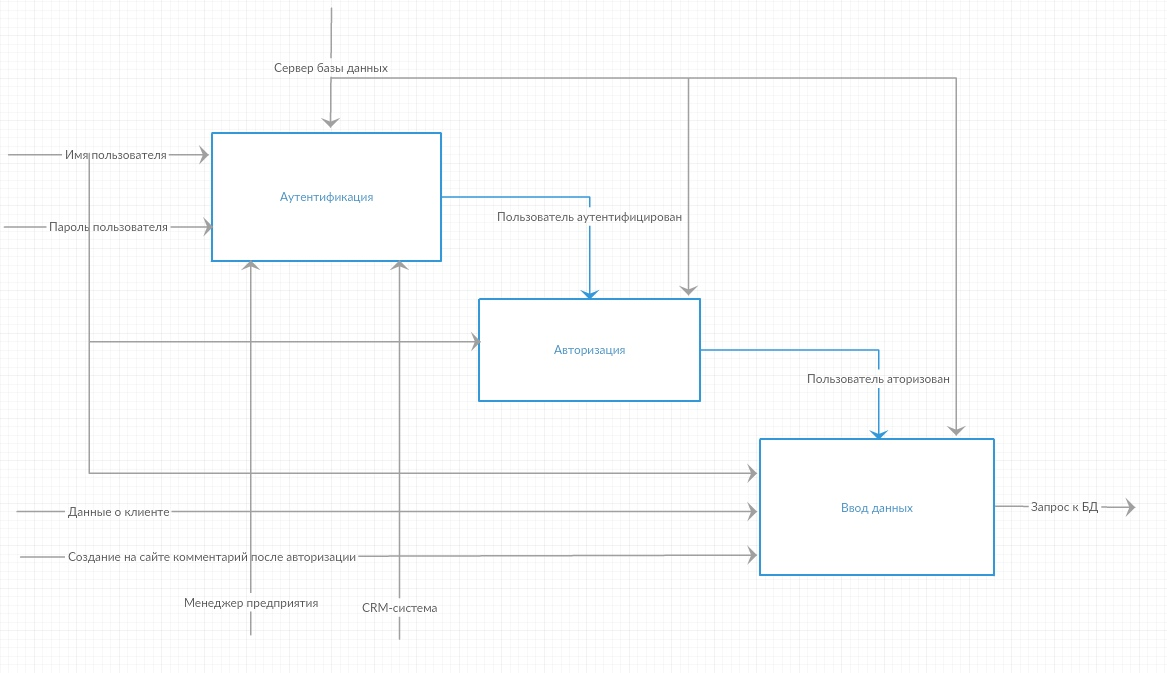 Сервер базы данных
Имя пользователя
Аутентификация
Пользователь аутентифицирован
Пароль пользователя
Авторизация
Пользователь аторизован
Данные о клиенте
Ввод данных
Запрос к БД
Создание на сайте комментарий после авторизации
Менеджер предприятия
CRM-система